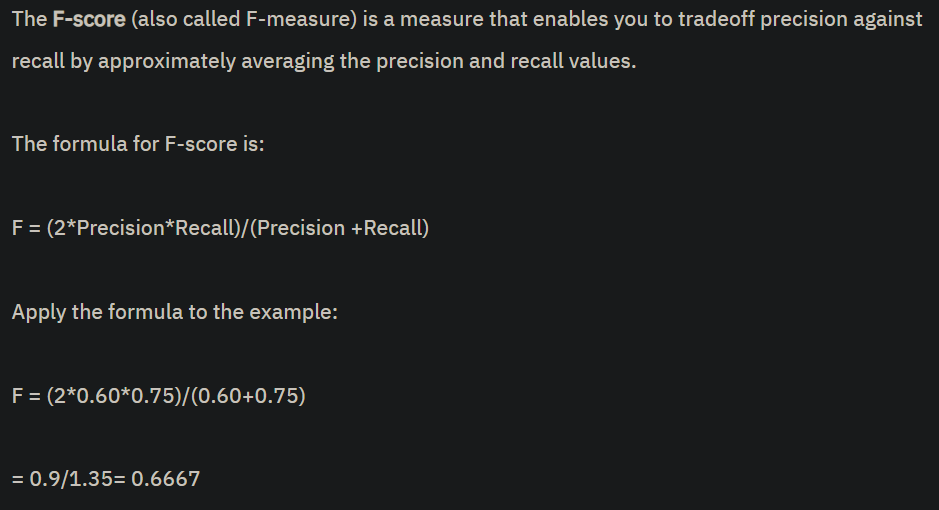 The F-score (also called F-measure) is a measure that enables you to tradeoff precision against
recall by approximately averaging the precision and recall values.
The formula for F-score is:
F = (2*Precision*Recall)/(Precision +Recall)
Apply the formula to the example:
F = (2*0.60*0.75)/(0.60+0.75)
= 0.9/1.35= 0.6667